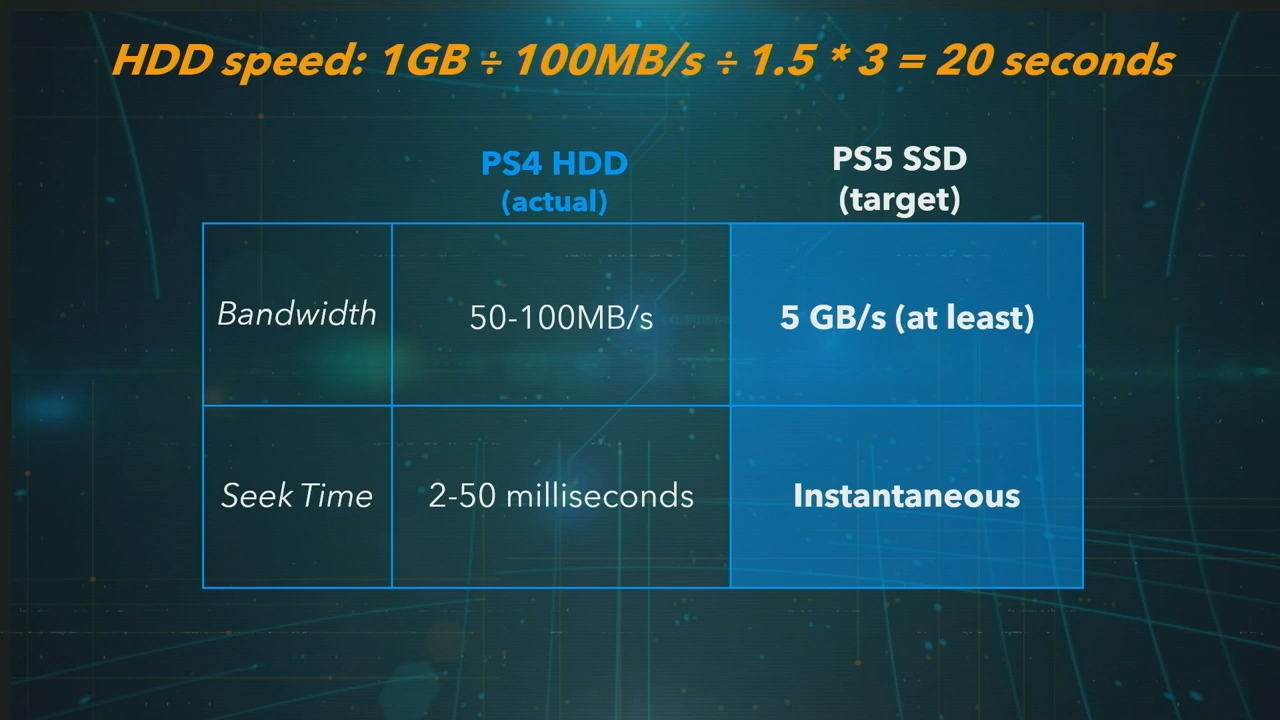 HDD speed: 1GB ÷ 100MB/s ÷ 1.5 * 3 = 20 seconds
PS4 HDD
(actual)
PS5 SSD
(target)
Bandwidth
50-100MB/s
5 GB/s (at least)
Seek Time
2-50 milliseconds
Instantaneous